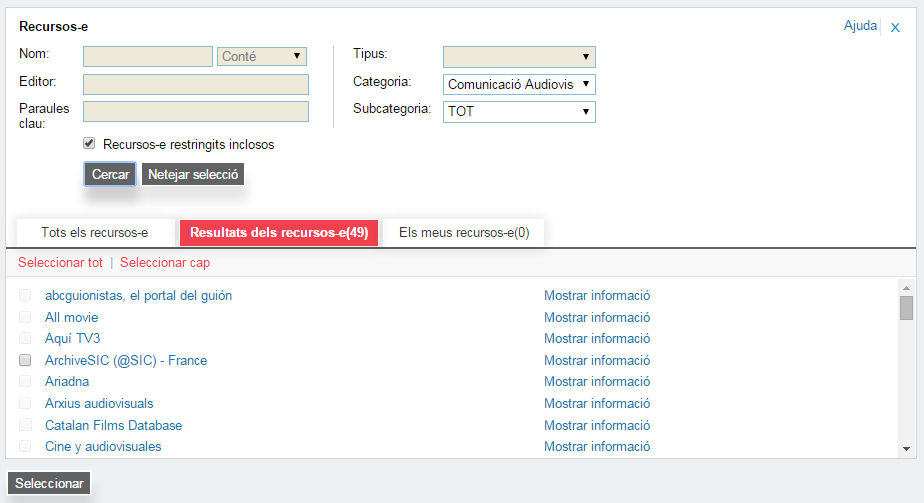 Recursos-e
Ajuda x
Nom: Conté
Tipus:
Editor:
Categoria: Comunicació Audiovis
Paraules clau:
Subcategoria: TOT
Recursos-e restringits inclosos
Cercar Netejar selecció
Tots els recursos-e Resultats dels recursos-e(49) Els meus recursos-e(0)
Seleccionar tot | Seleccionar cap
abcguionistas, el portal del guión Mostrar informació
All movie Mostrar informació
Aquí TV3 Mostrar informació
ArchiveSIC (@SIC) - France Mostrar informació
Ariadna Mostrar informació
Arxius audiovisuals Mostrar informació
Catalan Films Database Mostrar informació
Cine y audiovisuales Mostrar informació
Seleccionar